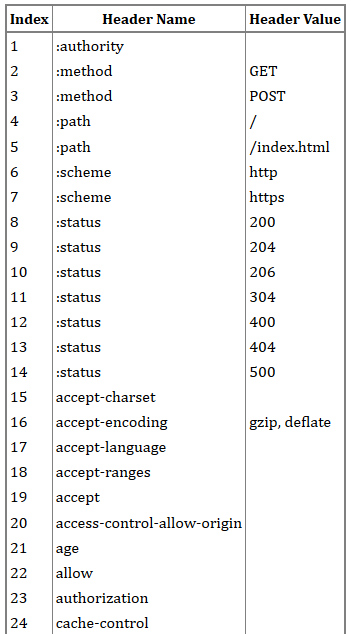 Index Header Name Header Value
1 :authority
2 :method GET
3 :method POST
4 :path /
5 :path /index.html
6 :scheme http
7 :scheme https
8 :status 200
9 :status 204
10 :status 206
11 :status 304
12 :status 400
13 :status 404
14 :status 500
15 accept-charset
16 accept-encoding gzip, deflate
17 accept-language
18 accept-ranges
19 accept
20 access-control-allow-origin
21 age
22 allow
23 authorization
24 cache-control